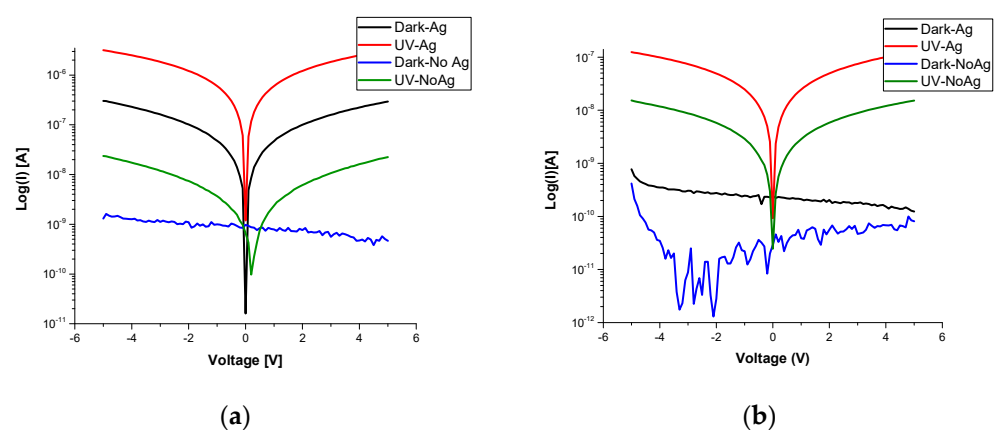 Dark-Ag
UV-Ag
Dark-No Ag
UV-NoAg
Log(I) [A]
10⁻⁶
10⁻⁷
10⁻⁸
10⁻⁹
10⁻¹⁰
10⁻¹¹
-6 -4 -2 0 2 4 6
Voltage [V]
(a)
Dark-Ag
UV-Ag
Dark-NoAg
UV-NoAg
Log(I)[A]
10⁻⁷
10⁻⁸
10⁻⁹
10⁻¹⁰
10⁻¹¹
10⁻¹²
-6 -4 -2 0 2 4 6
Voltage (V)
(b)